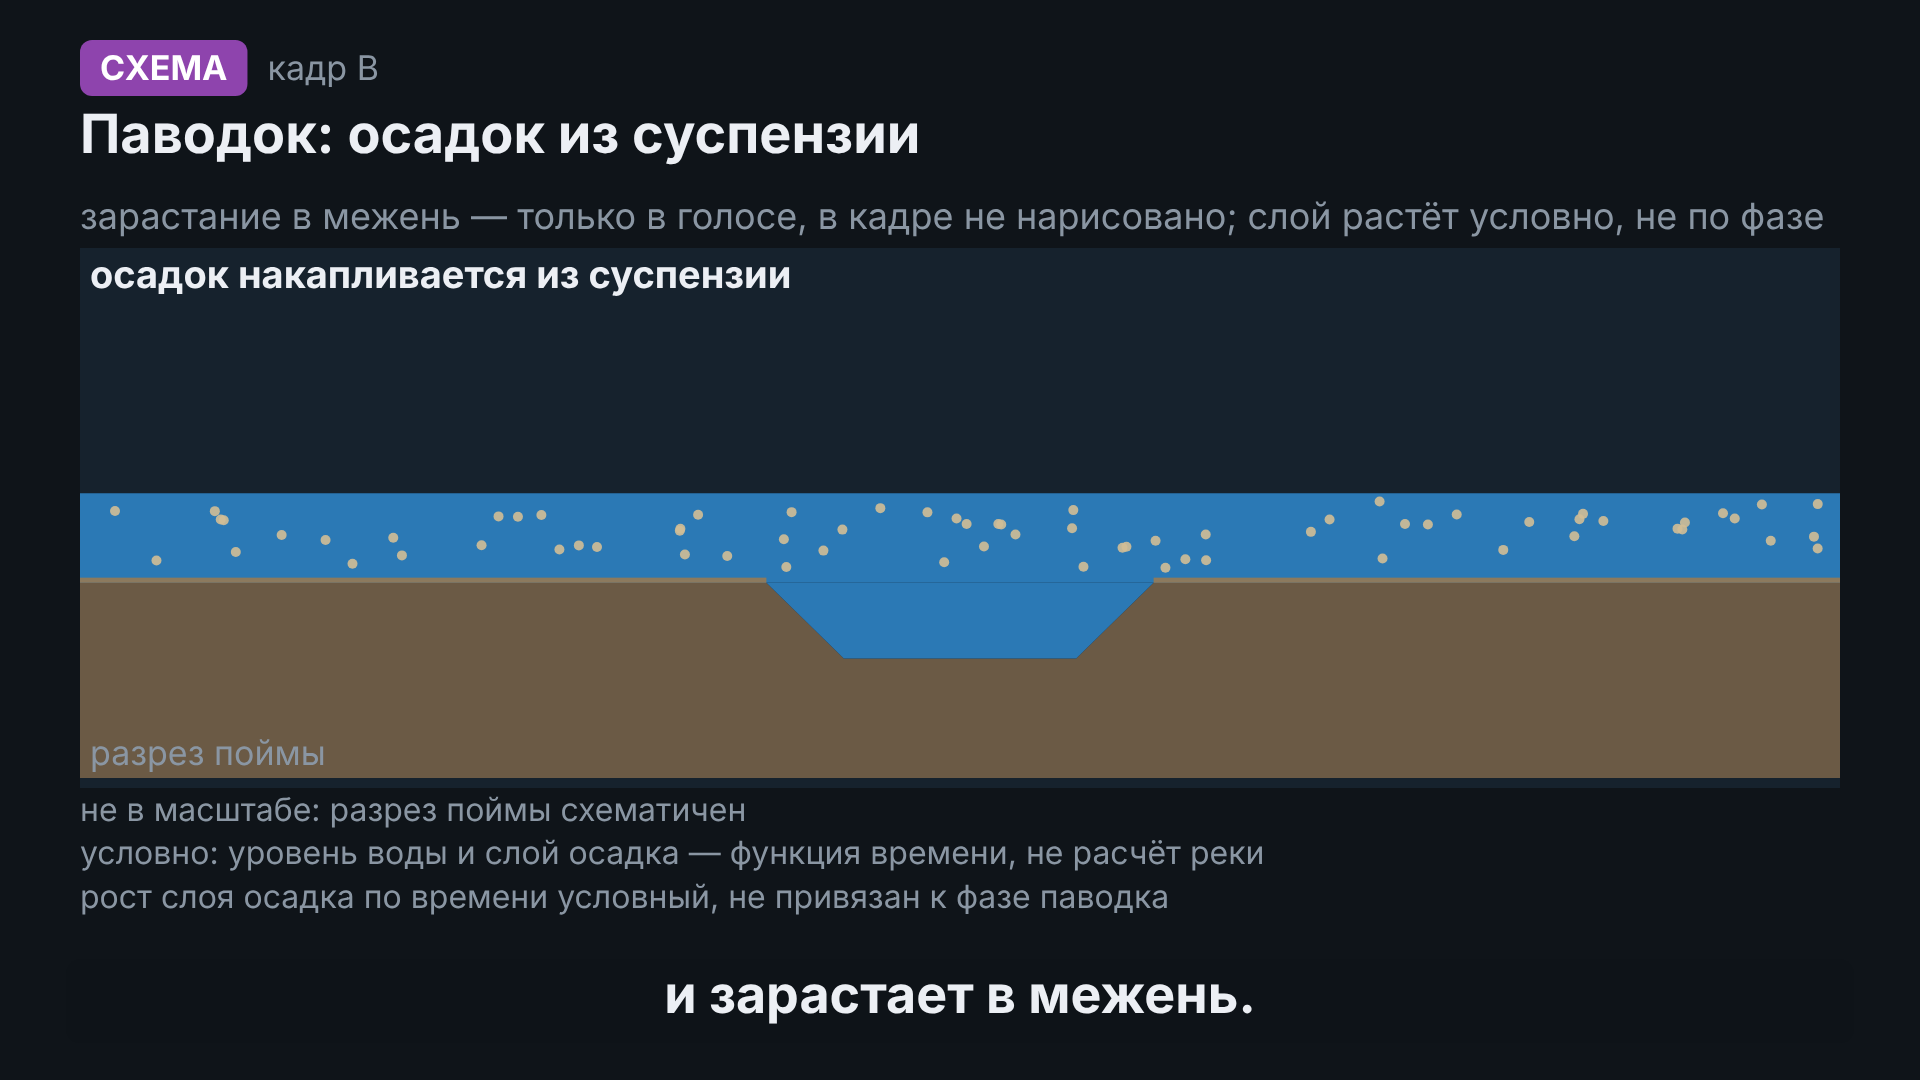 СХЕМА кадр B
Паводок: осадок из суспензии
зарастание в межень — только в голосе, в кадре не нарисовано; слой растёт условно, не по фазе
осадок накапливается из суспензии
разрез поймы
не в масштабе: разрез поймы схематичен
условно: уровень воды и слой осадка — функция времени, не расчёт реки
рост слоя осадка по времени условный, не привязан к фазе паводка
и зарастает в межень.